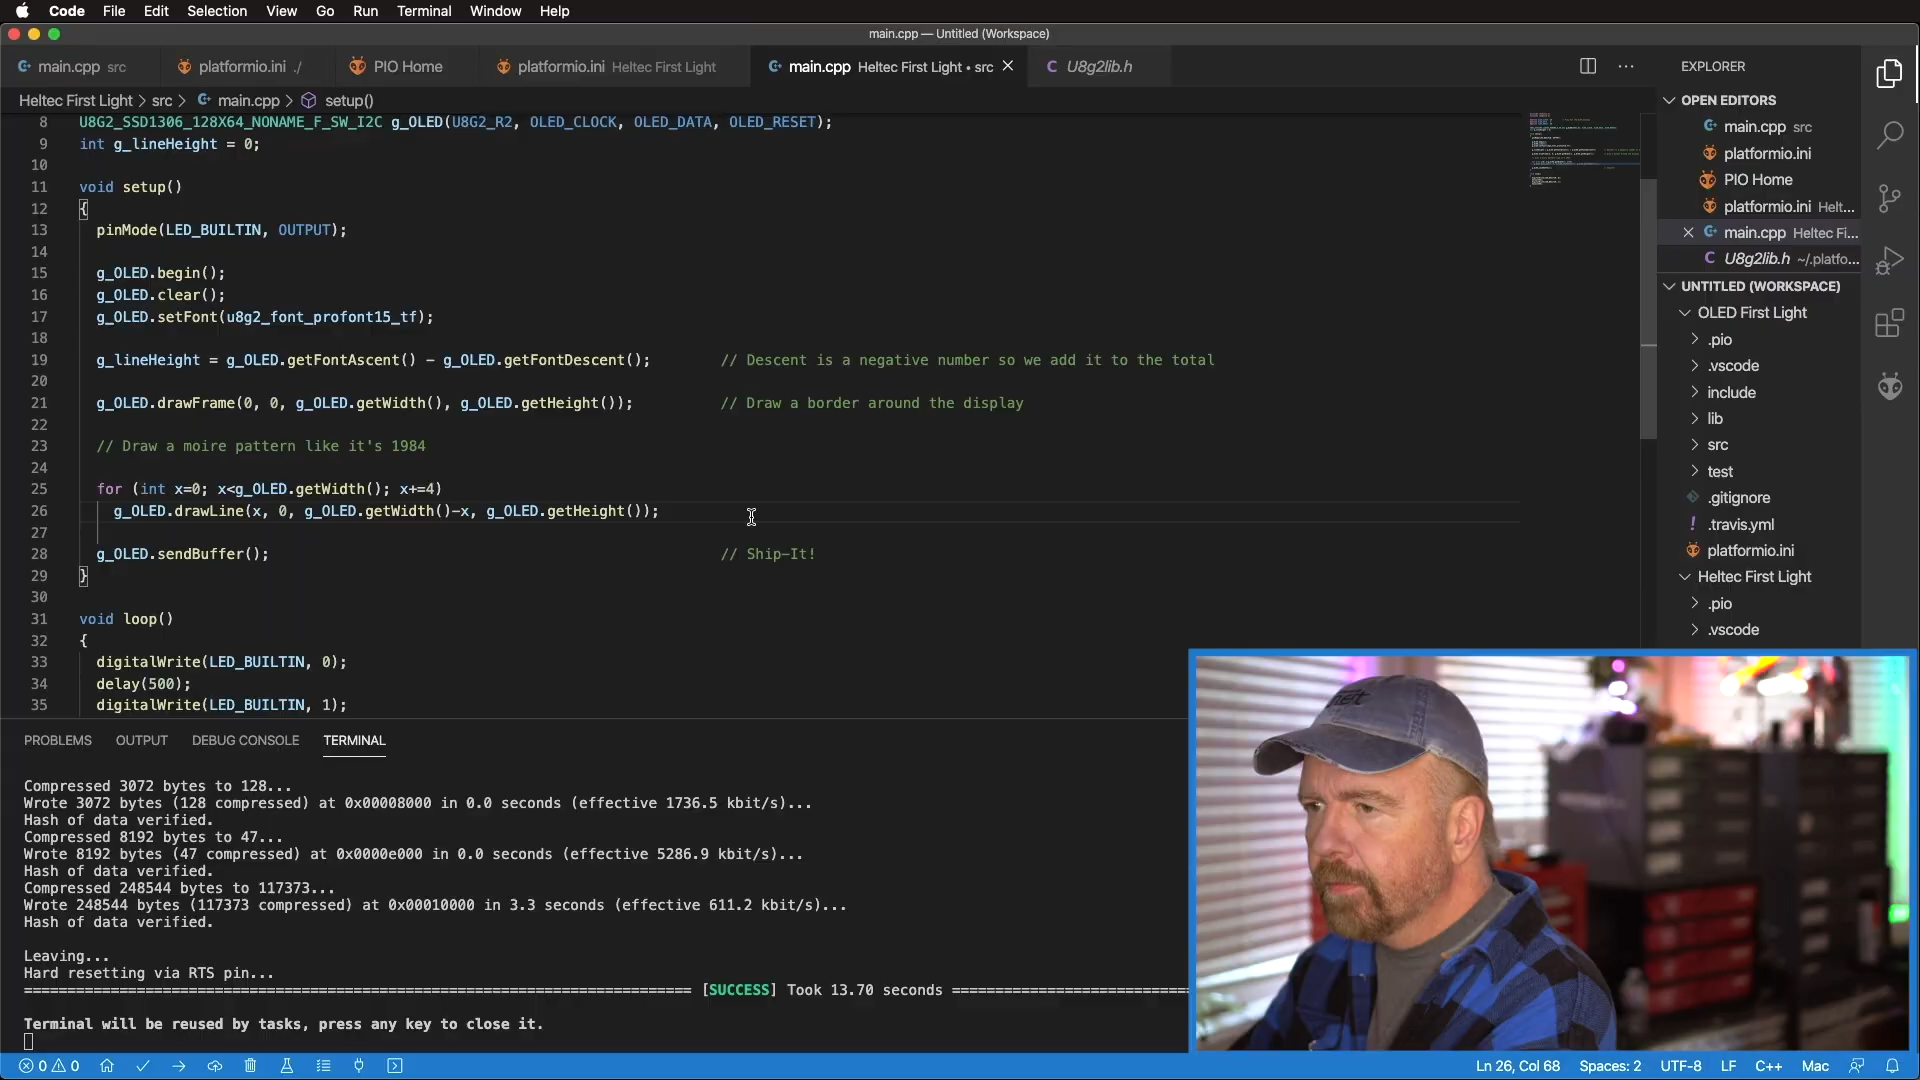 Code File Edit Selection View Go Run Terminal Window Help
main.cpp — Untitled (Workspace)
main.cpp src platformio.ini ./ PIO Home platformio.ini Heltec First Light main.cpp Heltec First Light • src U8g2lib.h
Heltec First Light > src > main.cpp > setup()
8 U8G2_SSD1306_128X64_NONAME_F_SW_I2C g_OLED(U8G2_R2, OLED_CLOCK, OLED_DATA, OLED_RESET);
9 int g_lineHeight = 0;
10
11 void setup()
12 {
13 pinMode(LED_BUILTIN, OUTPUT);
14
15 g_OLED.begin();
16 g_OLED.clear();
17 g_OLED.setFont(u8g2_font_profont15_tf);
18
19 g_lineHeight = g_OLED.getFontAscent() - g_OLED.getFontDescent(); // Descent is a negative number so we add it to the total
20
21 g_OLED.drawFrame(0, 0, g_OLED.getWidth(), g_OLED.getHeight()); // Draw a border around the display
22
23 // Draw a moire pattern like it's 1984
24
25 for (int x=0; x<g_OLED.getWidth(); x+=4)
26 g_OLED.drawLine(x, 0, g_OLED.getWidth()-x, g_OLED.getHeight());
27
28 g_OLED.sendBuffer(); // Ship-It!
29 }
30
31 void loop()
32 {
33 digitalWrite(LED_BUILTIN, 0);
34 delay(500);
35 digitalWrite(LED_BUILTIN, 1);
EXPLORER
OPEN EDITORS
main.cpp src
platformio.ini
PIO Home
platformio.ini Helt...
main.cpp Heltec Fi...
U8g2lib.h ~/.platfo...
UNTITLED (WORKSPACE)
OLED First Light
.pio
.vscode
include
lib
src
test
.gitignore
.travis.yml
platformio.ini
Heltec First Light
.pio
.vscode
PROBLEMS OUTPUT DEBUG CONSOLE TERMINAL
Compressed 3072 bytes to 128...
Wrote 3072 bytes (128 compressed) at 0x00008000 in 0.0 seconds (effective 1736.5 kbit/s)...
Hash of data verified.
Compressed 8192 bytes to 47...
Wrote 8192 bytes (47 compressed) at 0x0000e000 in 0.0 seconds (effective 5286.9 kbit/s)...
Hash of data verified.
Compressed 248544 bytes to 117373...
Wrote 248544 bytes (117373 compressed) at 0x00010000 in 3.3 seconds (effective 611.2 kbit/s)...
Hash of data verified.
Leaving...
Hard resetting via RTS pin...
[SUCCESS] Took 13.70 seconds
Terminal will be reused by tasks, press any key to close it.
0 0 Ln 26, Col 68 Spaces: 2 UTF-8 LF C++ Mac